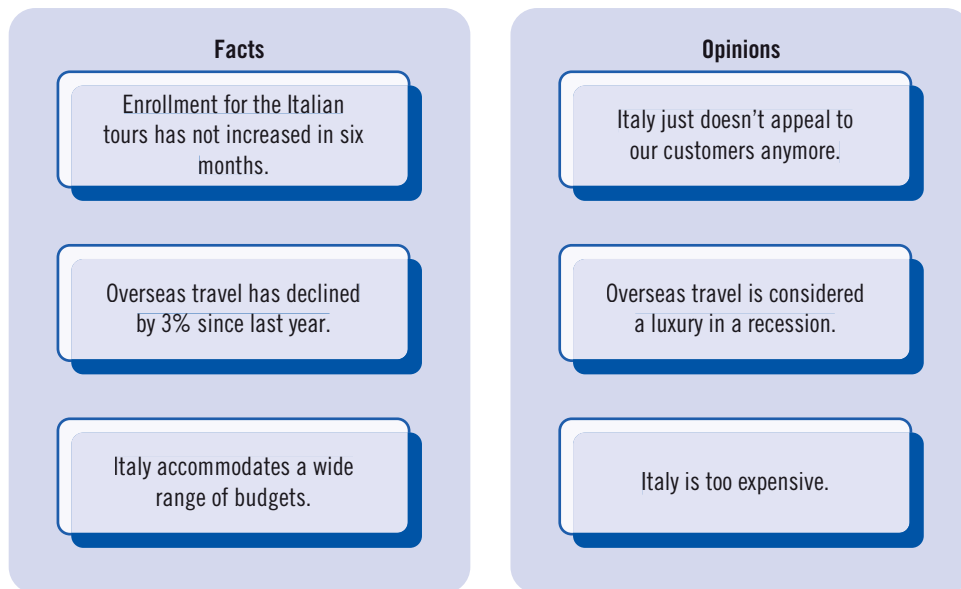 Facts
Enrollment for the Italian
tours has not increased in six
months.
Overseas travel has declined
by 3% since last year.
Italy accommodates a wide
range of budgets.
Opinions
Italy just doesn’t appeal to
our customers anymore.
Overseas travel is considered
a luxury in a recession.
Italy is too expensive.